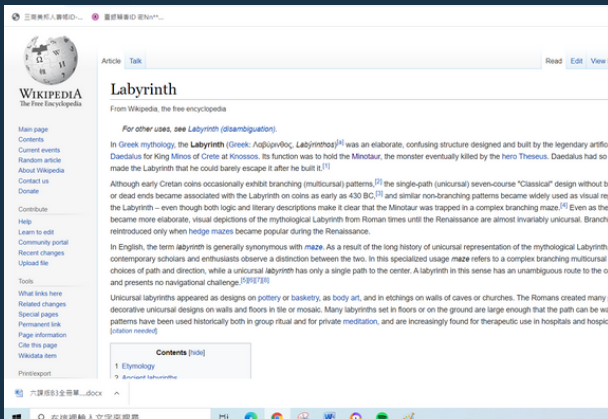 Article Talk
Read Edit View
WIKIPEDIA
The Free Encyclopedia
Labyrinth
From Wikipedia, the free encyclopedia
For other uses, see Labyrinth (disambiguation).
In Greek mythology, the Labyrinth (Greek: Λαβύρινθος, Labýrinthos)[a] was an elaborate, confusing structure designed and built by the legendary artific
Daedalus for King Minos of Crete at Knossos. Its function was to hold the Minotaur, the monster eventually killed by the hero Theseus. Daedalus had so
made the Labyrinth that he could barely escape it after he built it.[1]
Although early Cretan coins occasionally exhibit branching (multicursal) patterns,[2] the single-path (unicursal) seven-course "Classical" design without b
or dead ends became associated with the Labyrinth on coins as early as 430 BC,[3] and similar non-branching patterns became widely used as visual rep
the Labyrinth – even though both logic and literary descriptions make it clear that the Minotaur was trapped in a complex branching maze.[4] Even as the
became more elaborate, visual depictions of the mythological Labyrinth from Roman times until the Renaissance are almost invariably unicursal. Branch
reintroduced only when hedge mazes became popular during the Renaissance.
In English, the term labyrinth is generally synonymous with maze. As a result of the long history of unicursal representation of the mythological Labyrinth
contemporary scholars and enthusiasts observe a distinction between the two. In this specialized usage maze refers to a complex branching multicursal
choices of path and direction, while a unicursal labyrinth has only a single path to the center. A labyrinth in this sense has an unambiguous route to the c
and presents no navigational challenge.[5][6][7][8]
Unicursal labyrinths appeared as designs on pottery or basketry, as body art, and in etchings on walls of caves or churches. The Romans created many
decorative unicursal designs on walls and floors in tile or mosaic. Many labyrinths set in floors or on the ground are large enough that the path can be wa
patterns have been used historically both in group ritual and for private meditation, and are increasingly found for therapeutic use in hospitals and hospic
[citation needed]
Contents [hide]
1 Etymology
2 Ancient labyrinths
Main page
Contents
Current events
Random article
About Wikipedia
Contact us
Donate
Contribute
Help
Learn to edit
Community portal
Recent changes
Upload file
Tools
What links here
Related changes
Special pages
Permanent link
Page information
Cite this page
Wikidata item
Print/export
在這裡輸入文字來搜尋